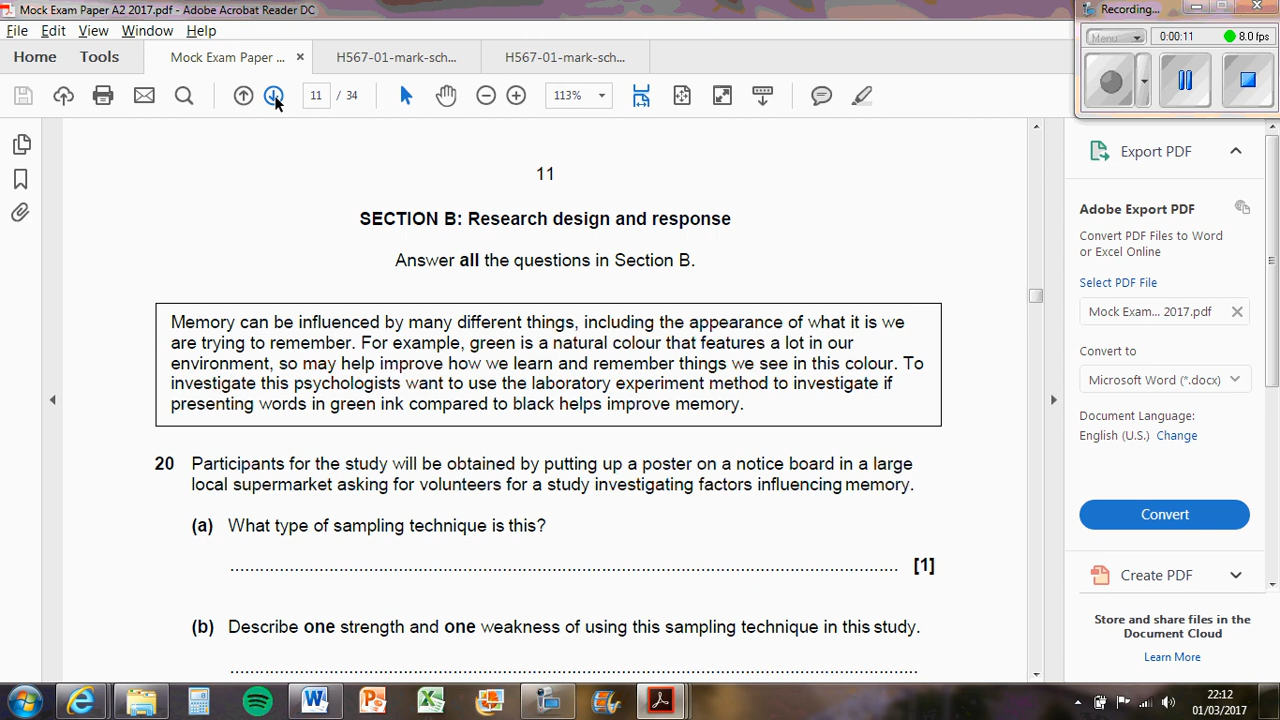 Mock Exam Paper A2 2017.pdf - Adobe Acrobat Reader DC
Recording...
File Edit View Window Help
Menu 0:00:11 8.0 fps
Home Tools Mock Exam Paper ... × H567-01-mark-sch... H567-01-mark-sch...
11 / 34 113%
Export PDF
11
SECTION B: Research design and response
Answer all the questions in Section B.
Memory can be influenced by many different things, including the appearance of what it is we
are trying to remember. For example, green is a natural colour that features a lot in our
environment, so may help improve how we learn and remember things we see in this colour. To
investigate this psychologists want to use the laboratory experiment method to investigate if
presenting words in green ink compared to black helps improve memory.
20 Participants for the study will be obtained by putting up a poster on a notice board in a large
local supermarket asking for volunteers for a study investigating factors influencing memory.
(a) What type of sampling technique is this?
[1]
(b) Describe one strength and one weakness of using this sampling technique in this study.
Adobe Export PDF
Convert PDF Files to Word
or Excel Online
Select PDF File
Mock Exam... 2017.pdf
Convert to
Microsoft Word (*.docx)
Document Language:
English (U.S.) Change
Convert
Create PDF
Store and share files in the
Document Cloud
Learn More
22:12
01/03/2017